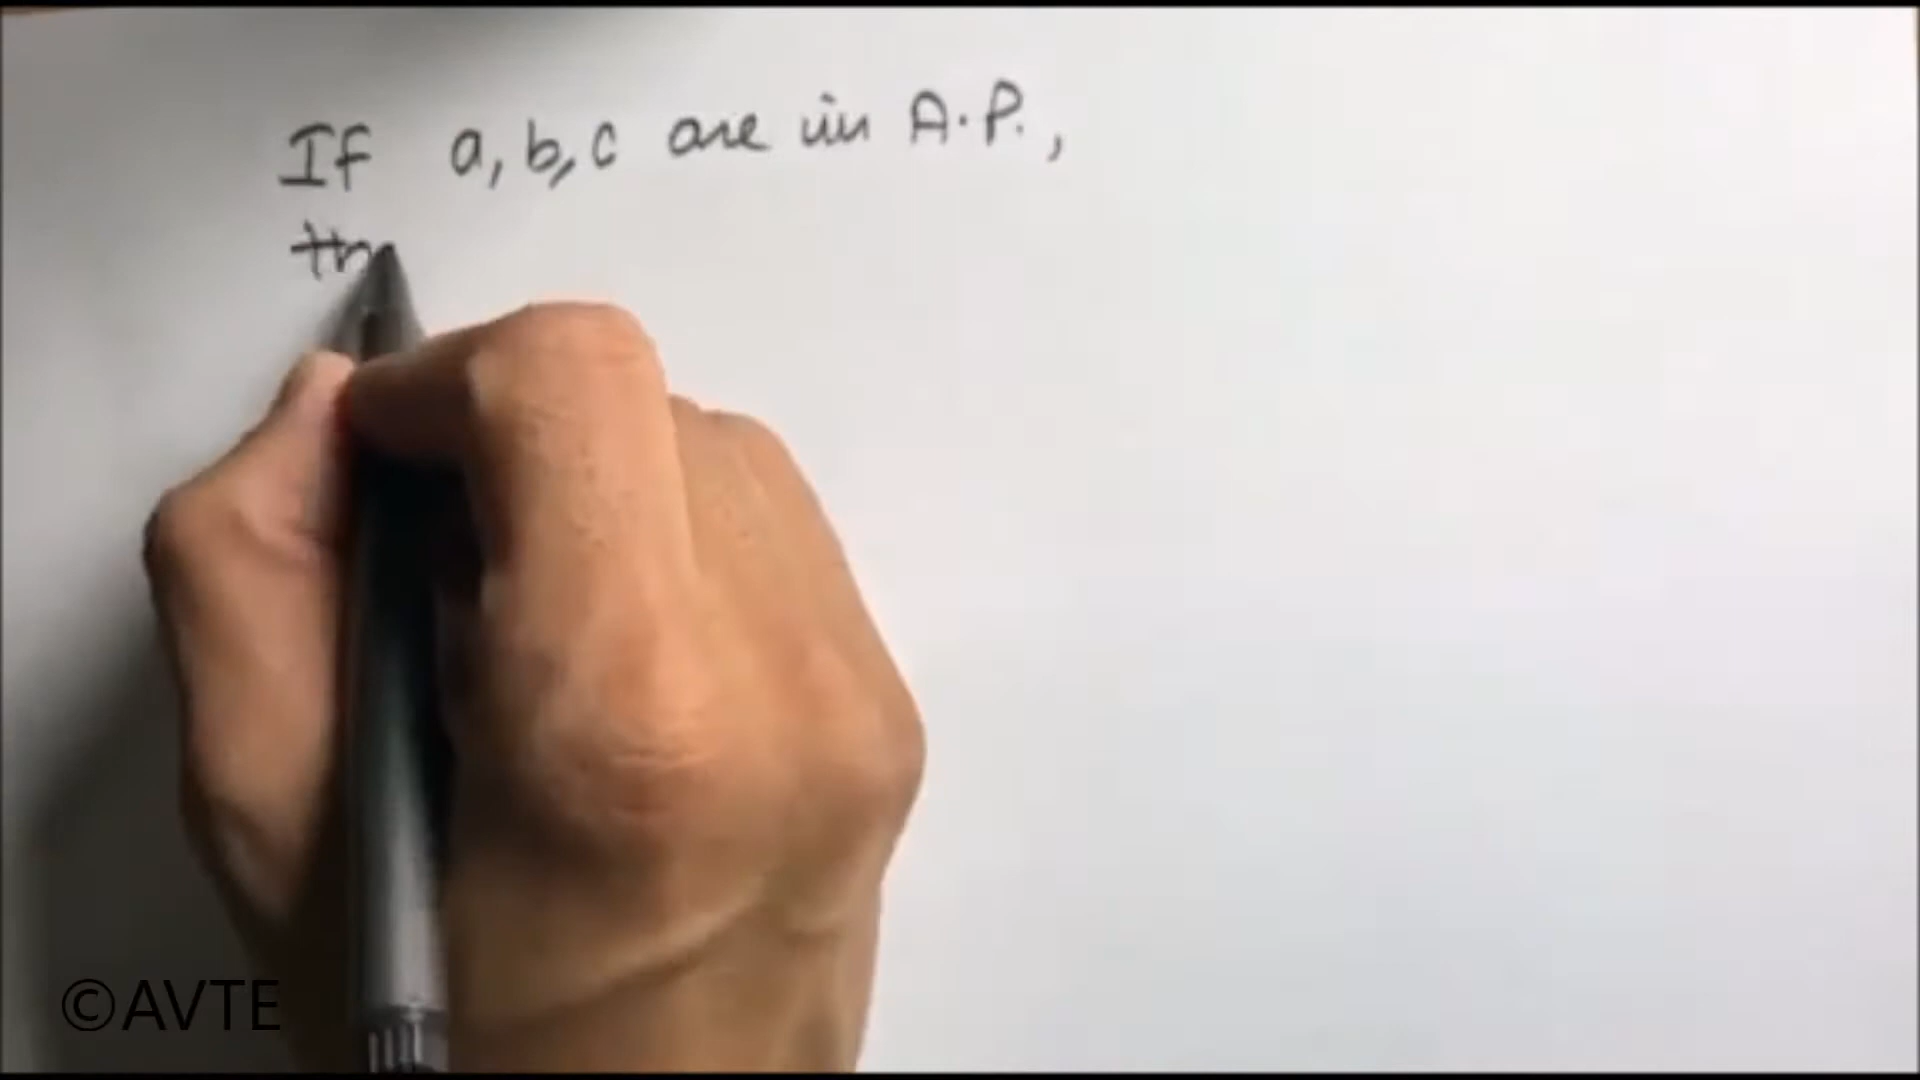 If a, b, c are in A.P.,
©AVTE